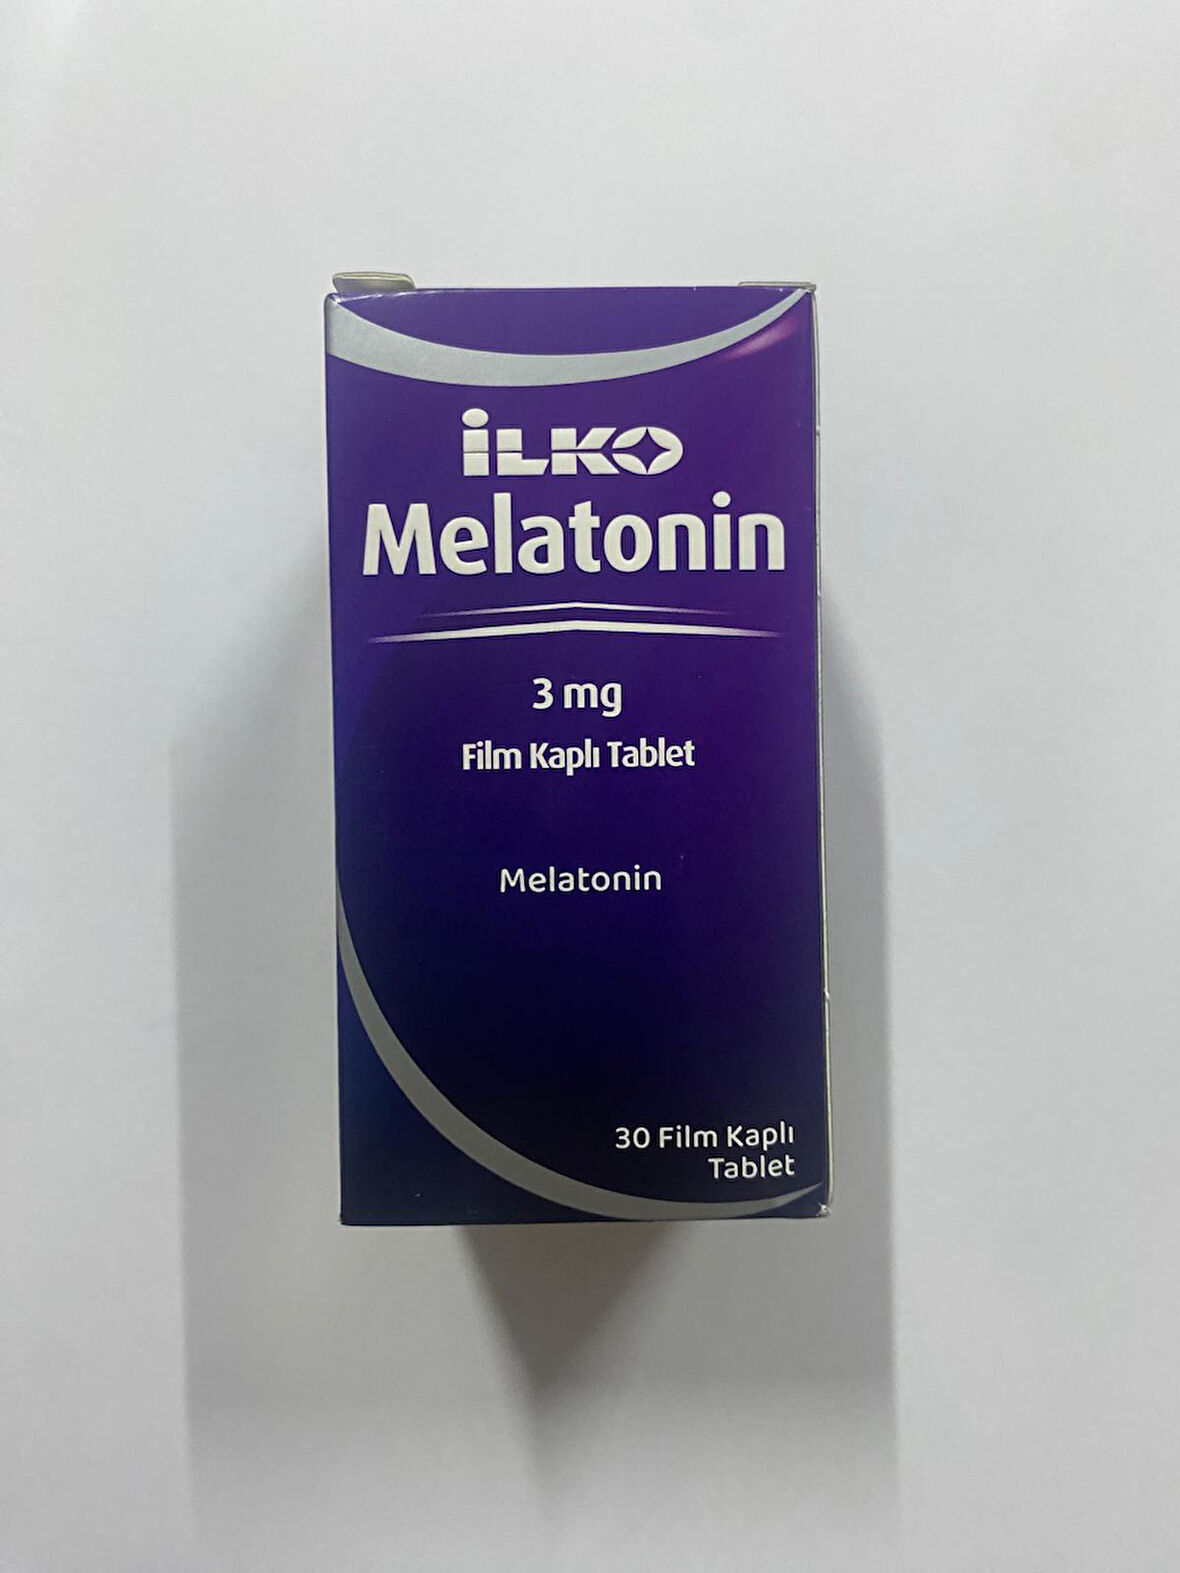 İLKO
Melatonin
3 mg
Film Kaplı Tablet
Melatonin
30 Film Kaplı
Tablet